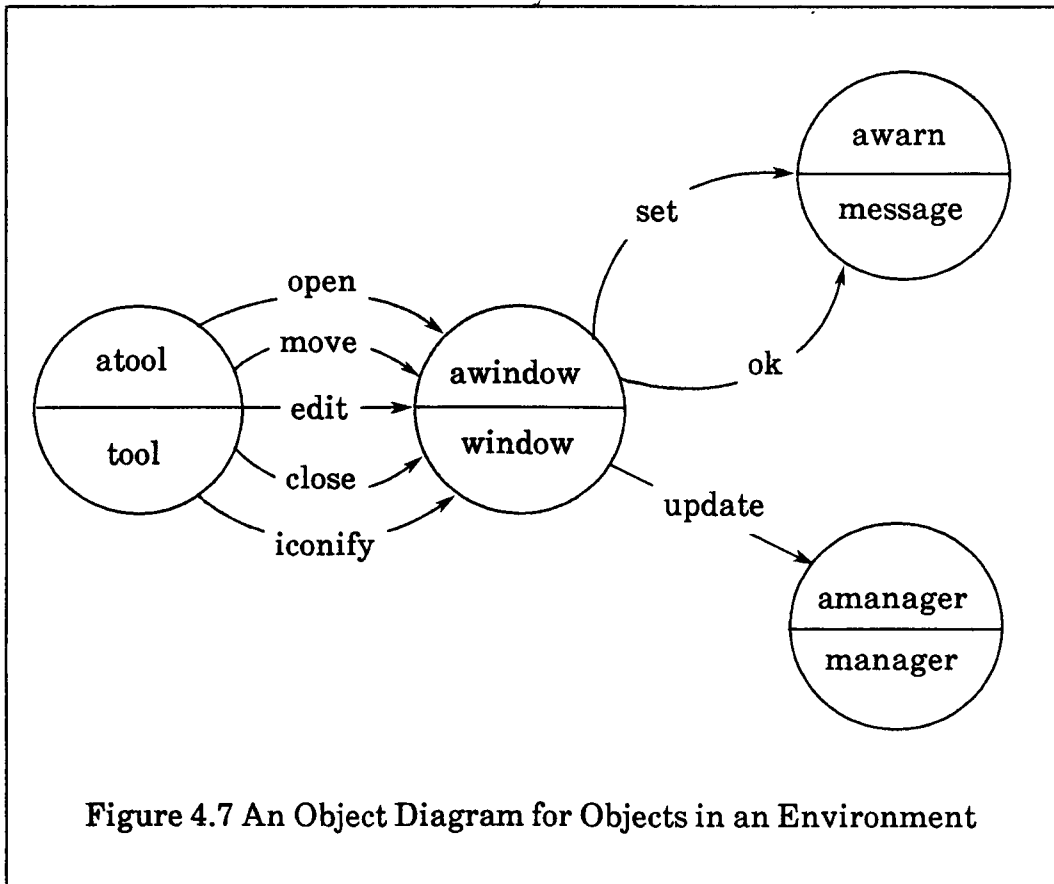 awarn
message
set
open
move
edit
close
iconify
atool
tool
awindow
window
ok
update
amanager
manager
Figure 4.7 An Object Diagram for Objects in an Environment